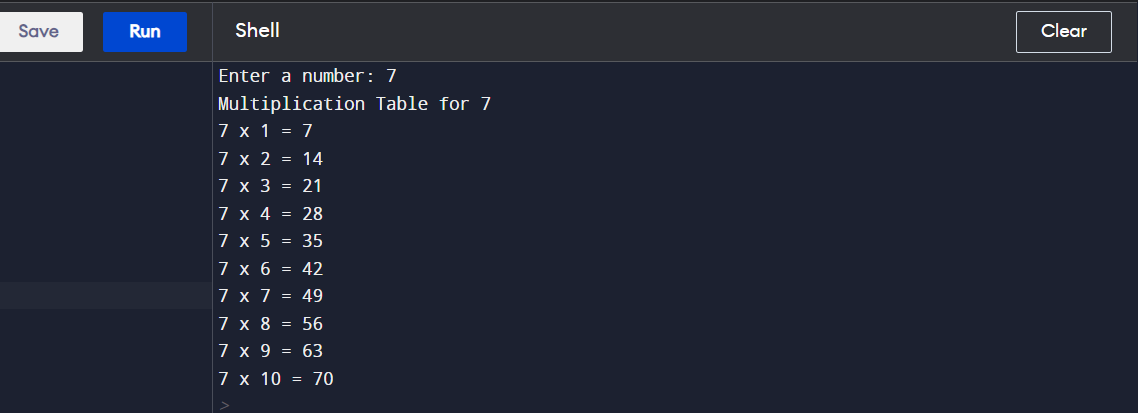 Save Run Shell Clear
Enter a number: 7
Multiplication Table for 7
7 x 1 = 7
7 x 2 = 14
7 x 3 = 21
7 x 4 = 28
7 x 5 = 35
7 x 6 = 42
7 x 7 = 49
7 x 8 = 56
7 x 9 = 63
7 x 10 = 70
>